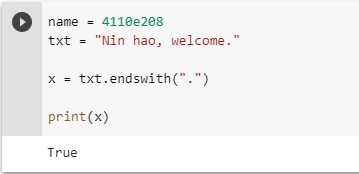 name = 4110e208
txt = "Nin hao, welcome."
x = txt.endswith(".")
print(x)
True